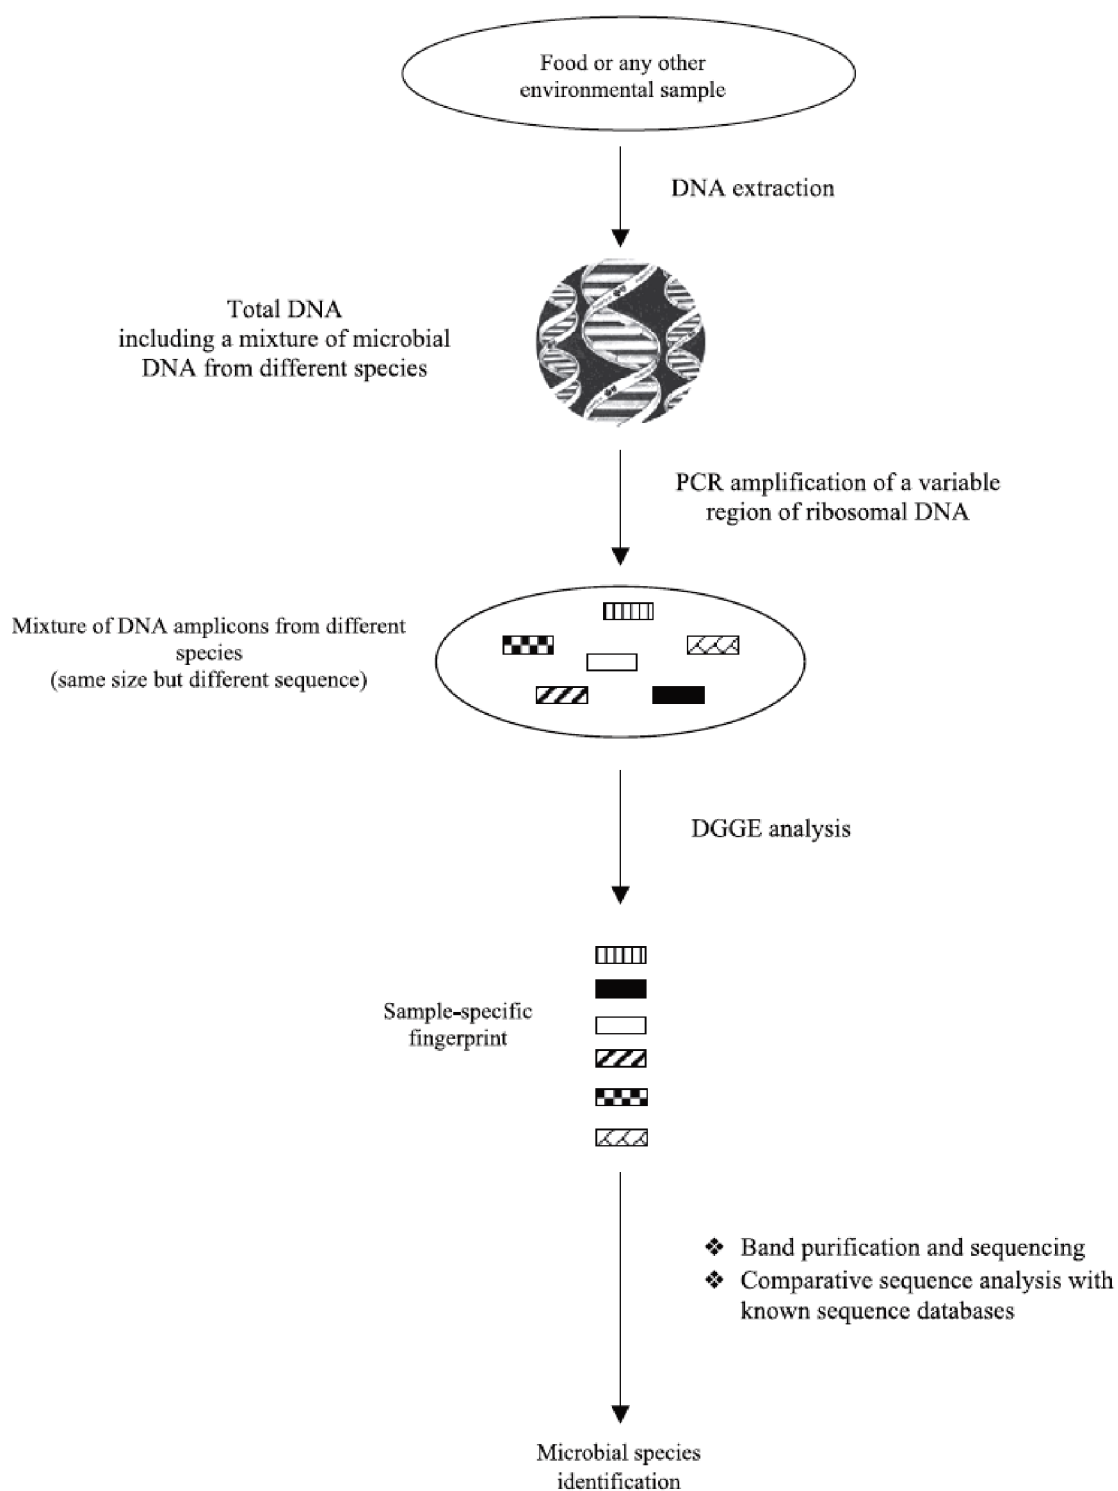 Food or any other
environmental sample
DNA extraction
Total DNA
including a mixture of microbial
DNA from different species
PCR amplification of a variable
region of ribosomal DNA
Mixture of DNA amplicons from different
species
(same size but different sequence)
DGGE analysis
Sample-specific
fingerprint
❖ Band purification and sequencing
❖ Comparative sequence analysis with
known sequence databases
Microbial species
identification